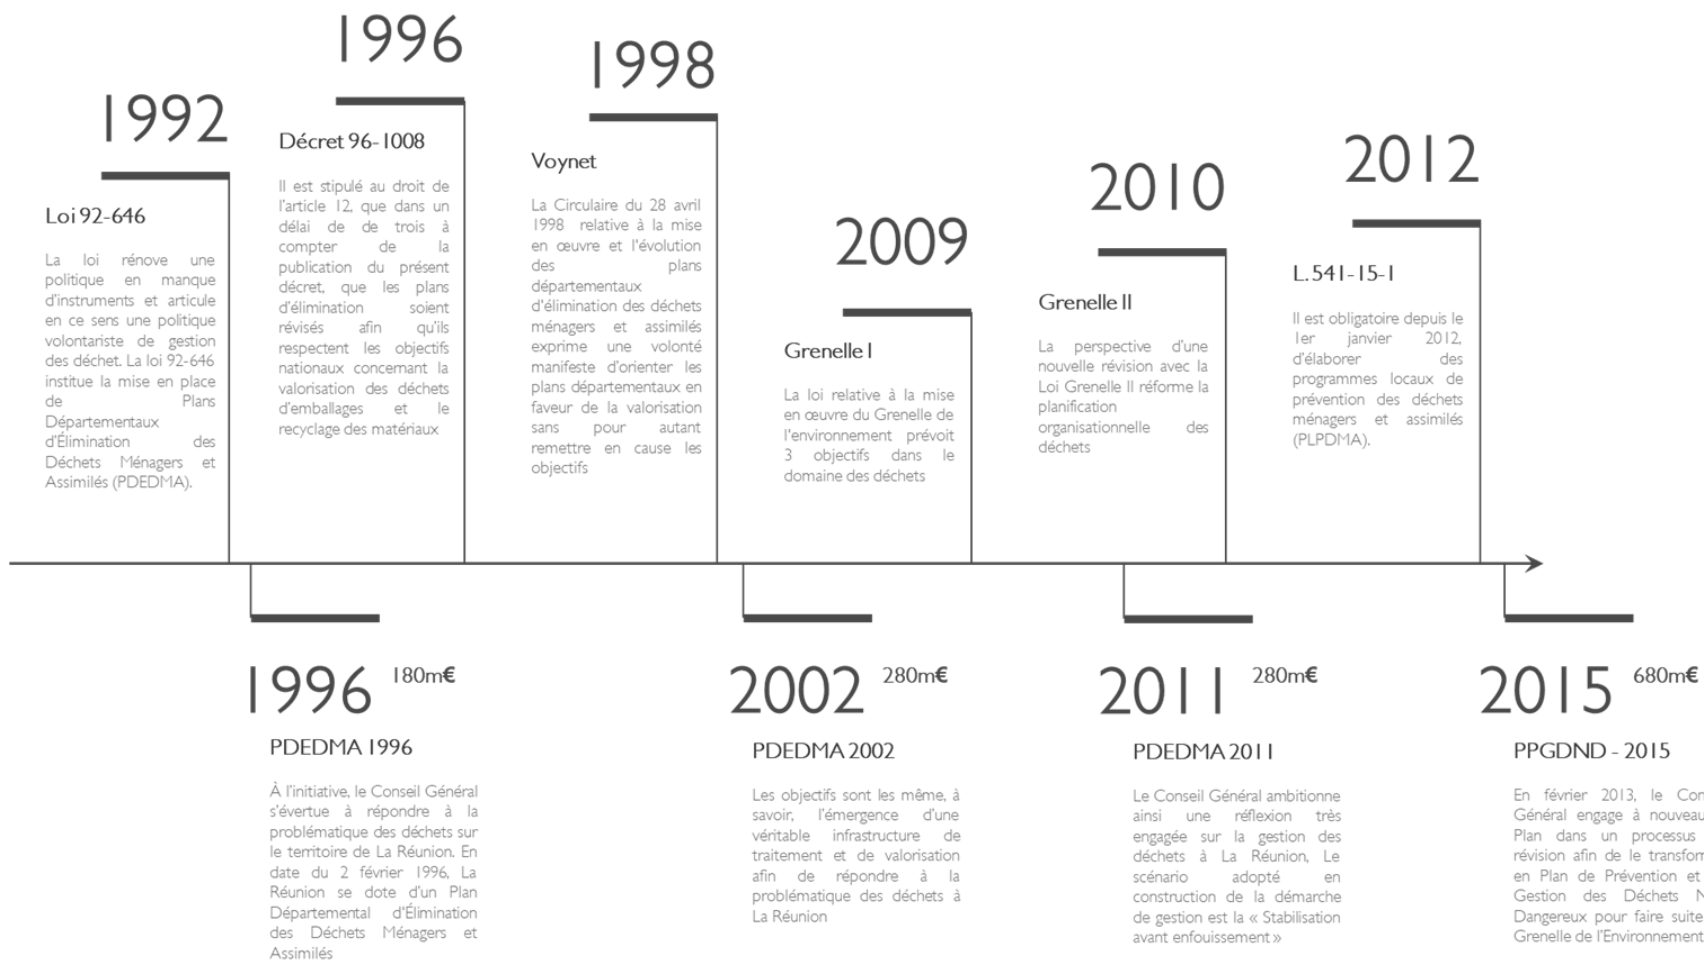 1992
Loi 92-646
La loi rénove une
politique en manque
d'instruments et articule
en ce sens une politique
volontariste de gestion
des déchet. La loi 92-646
institue la mise en place
de Plans
Départementaux
d'Élimination des
Déchets Ménagers et
Assimilés (PDEDMA).
1996
Décret 96-1008
Il est stipulé au droit de
l'article 12, que dans un
délai de de trois à
compter de la
publication du présent
décret, que les plans
d'élimination soient
révisés afin qu'ils
respectent les objectifs
nationaux concernant la
valorisation des déchets
d'emballages et le
recyclage des matériaux
1998
Voynet
La Circulaire du 28 avril
1998 relative à la mise
en œuvre et l'évolution
des plans
départementaux
d'élimination des déchets
ménagers et assimilés
exprime une volonté
manifeste d'orienter les
plans départementaux en
faveur de la valorisation
sans pour autant
remettre en cause les
objectifs
2009
Grenelle I
La loi relative à la mise
en œuvre du Grenelle de
l'environnement prévoit
3 objectifs dans le
domaine des déchets
2010
Grenelle II
La perspective d'une
nouvelle révision avec la
Loi Grenelle II réforme la
planification
organisationnelle des
déchets
2012
L.541-15-1
Il est obligatoire depuis le
1er janvier 2012,
d'élaborer des
programmes locaux de
prévention des déchets
ménagers et assimilés
(PLPDMA).
1996 180m€
PDEDMA 1996
À l'initiative, le Conseil Général
s'évertue à répondre à la
problématique des déchets sur
le territoire de La Réunion. En
date du 2 février 1996, La
Réunion se dote d'un Plan
Départemental d'Élimination
des Déchets Ménagers et
Assimilés
2002 280m€
PDEDMA 2002
Les objectifs sont les même, à
savoir, l'émergence d'une
véritable infrastructure de
traitement et de valorisation
afin de répondre à la
problématique des déchets à
La Réunion
2011 280m€
PDEDMA 2011
Le Conseil Général ambitionne
ainsi une réflexion très
engagée sur la gestion des
déchets à La Réunion, Le
scénario adopté en
construction de la démarche
de gestion est la « Stabilisation
avant enfouissement »
2015 680m€
PPGDND - 2015
En février 2013, le Con
Général engage à nouveau
Plan dans un processus
révision afin de le transform
en Plan de Prévention et
Gestion des Déchets N
Dangereux pour faire suite
Grenelle de l'Environnement